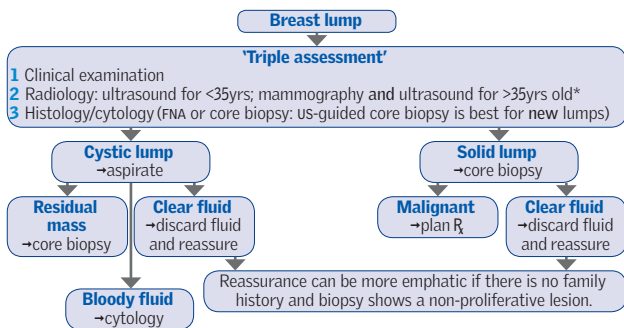 Breast lump
‘Triple assessment’
1 Clinical examination
2 Radiology: ultrasound for <35yrs; mammography and ultrasound for >35yrs old*
3 Histology/cytology (FNA or core biopsy: US-guided core biopsy is best for new lumps)
Cystic lump
→aspirate
Solid lump
→core biopsy
Residual
mass
→core biopsy
Clear fluid
→discard fluid
and reassure
Malignant
→plan ℞
Clear fluid
→discard fluid
and reassure
Bloody fluid
→cytology
Reassurance can be more emphatic if there is no family
history and biopsy shows a non-proliferative lesion.